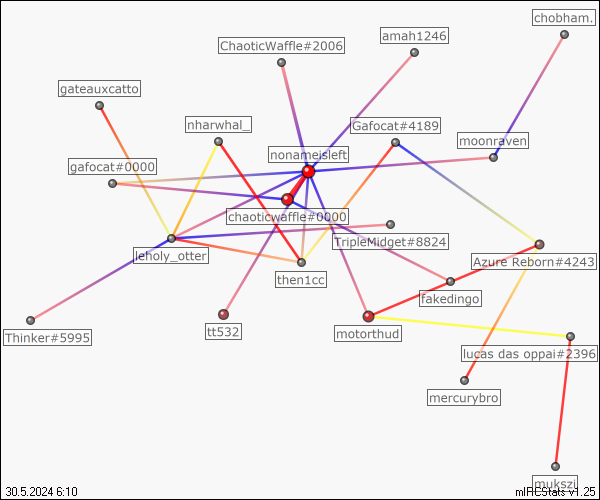 chobham.
amah1246
ChaoticWaffle#2006
gateauxcatto
nharwhal_
Gafocat#4189
moonraven
nonameisleft
gafocat#0000
chaoticwaffle#0000
TripleMidget#8824
leholy_otter
Azure Reborn#4243
then1cc
fakedingo
Thinker#5995
tt532
motorthud
lucas das oppai#2396
mercurybro
mukszi
30.5.2024 6:10
mIRCStats v1.25